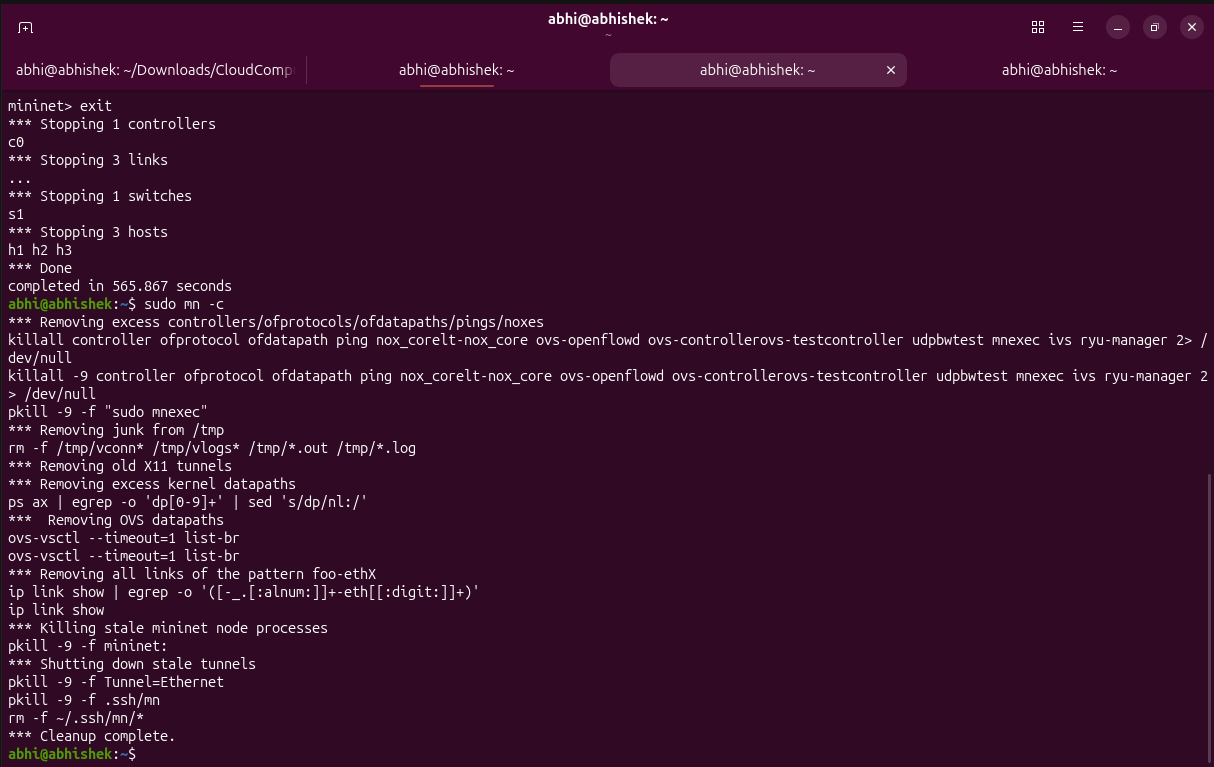 abhi@abhishek: ~
~
abhi@abhishek: ~/Downloads/CloudComp
abhi@abhishek: ~
abhi@abhishek: ~
abhi@abhishek: ~
mininet> exit
*** Stopping 1 controllers
c0
*** Stopping 3 links
...
*** Stopping 1 switches
s1
*** Stopping 3 hosts
h1 h2 h3
*** Done
completed in 565.867 seconds
abhi@abhishek:~$ sudo mn -c
*** Removing excess controllers/ofprotocols/ofdatapaths/pings/noxes
killall controller ofprotocol ofdatapath ping nox_corelt-nox_core ovs-openflowd ovs-controllerovs-testcontroller udpbwtest mnexec ivs ryu-manager 2> /
dev/null
killall -9 controller ofprotocol ofdatapath ping nox_corelt-nox_core ovs-openflowd ovs-controllerovs-testcontroller udpbwtest mnexec ivs ryu-manager 2
> /dev/null
pkill -9 -f "sudo mnexec"
*** Removing junk from /tmp
rm -f /tmp/vconn* /tmp/vlogs* /tmp/*.out /tmp/*.log
*** Removing old X11 tunnels
*** Removing excess kernel datapaths
ps ax | egrep -o 'dp[0-9]+' | sed 's/dp/nl:/'
***  Removing OVS datapaths
ovs-vsctl --timeout=1 list-br
ovs-vsctl --timeout=1 list-br
*** Removing all links of the pattern foo-ethX
ip link show | egrep -o '([-_.[:alnum:]]+-eth[[:digit:]]+)'
ip link show
*** Killing stale mininet node processes
pkill -9 -f mininet:
*** Shutting down stale tunnels
pkill -9 -f Tunnel=Ethernet
pkill -9 -f .ssh/mn
rm -f ~/.ssh/mn/*
*** Cleanup complete.
abhi@abhishek:~$